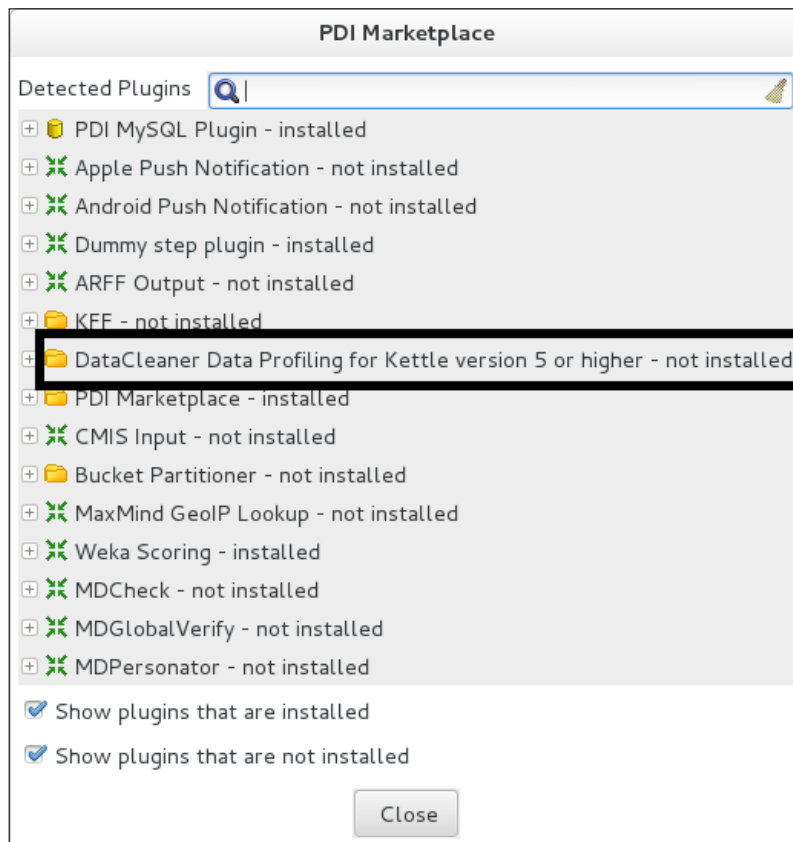 PDI Marketplace
Detected Plugins
PDI MySQL Plugin - installed
Apple Push Notification - not installed
Android Push Notification - not installed
Dummy step plugin - installed
ARFF Output - not installed
KFF - not installed
DataCleaner Data Profiling for Kettle version 5 or higher - not installed
PDI Marketplace - installed
CMIS Input - not installed
Bucket Partitioner - not installed
MaxMind GeoIP Lookup - not installed
Weka Scoring - installed
MDCheck - not installed
MDGlobalVerify - not installed
MDPersonator - not installed
Show plugins that are installed
Show plugins that are not installed
Close